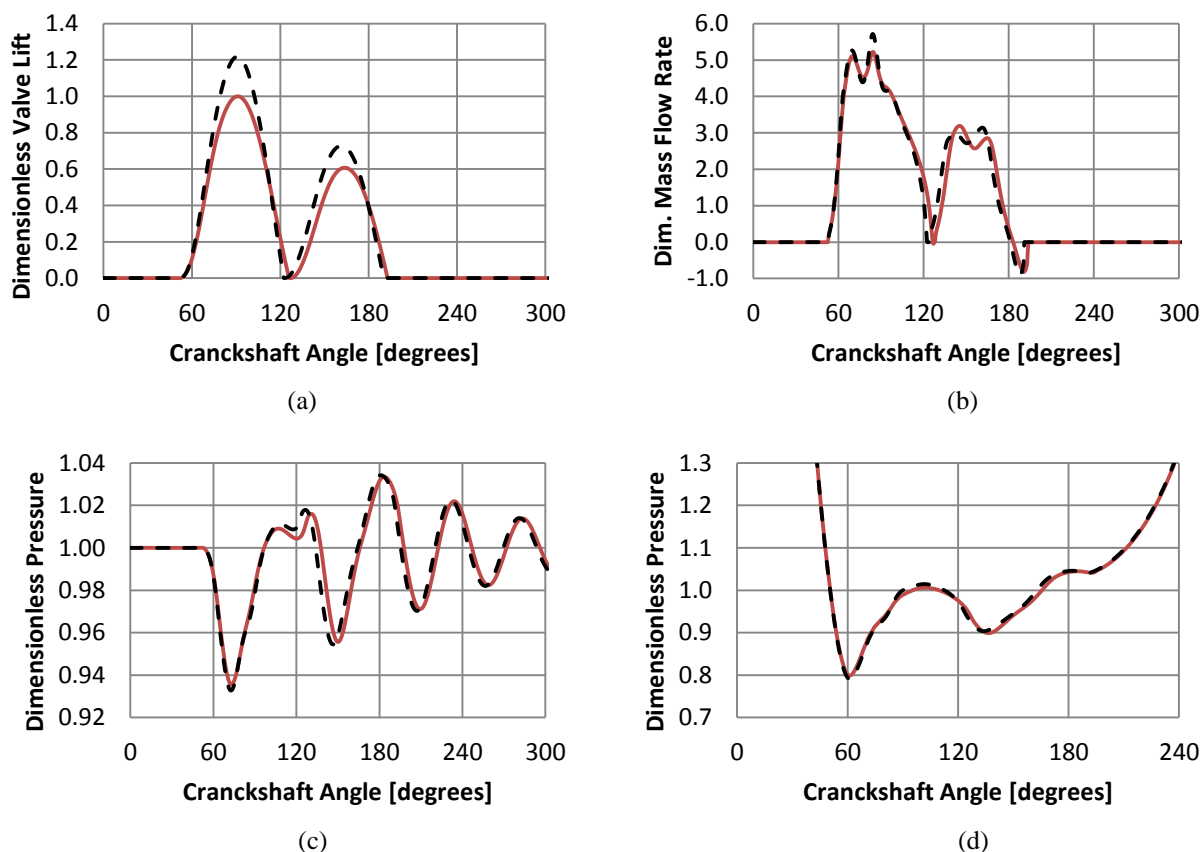 Dimensionless Valve Lift
1.4
1.2
1.0
0.8
0.6
0.4
0.2
0.0
0 60 120 180 240 300
Cranckshaft Angle [degrees]
(a)
Dim. Mass Flow Rate
6.0
5.0
4.0
3.0
2.0
1.0
0.0
-1.0
0 60 120 180 240 300
Cranckshaft Angle [degrees]
(b)
Dimensionless Pressure
1.04
1.02
1.00
0.98
0.96
0.94
0.92
0 60 120 180 240 300
Cranckshaft Angle [degrees]
(c)
Dimensionless Pressure
1.3
1.2
1.1
1.0
0.9
0.8
0.7
0 60 120 180 240
Cranckshaft Angle [degrees]
(d)